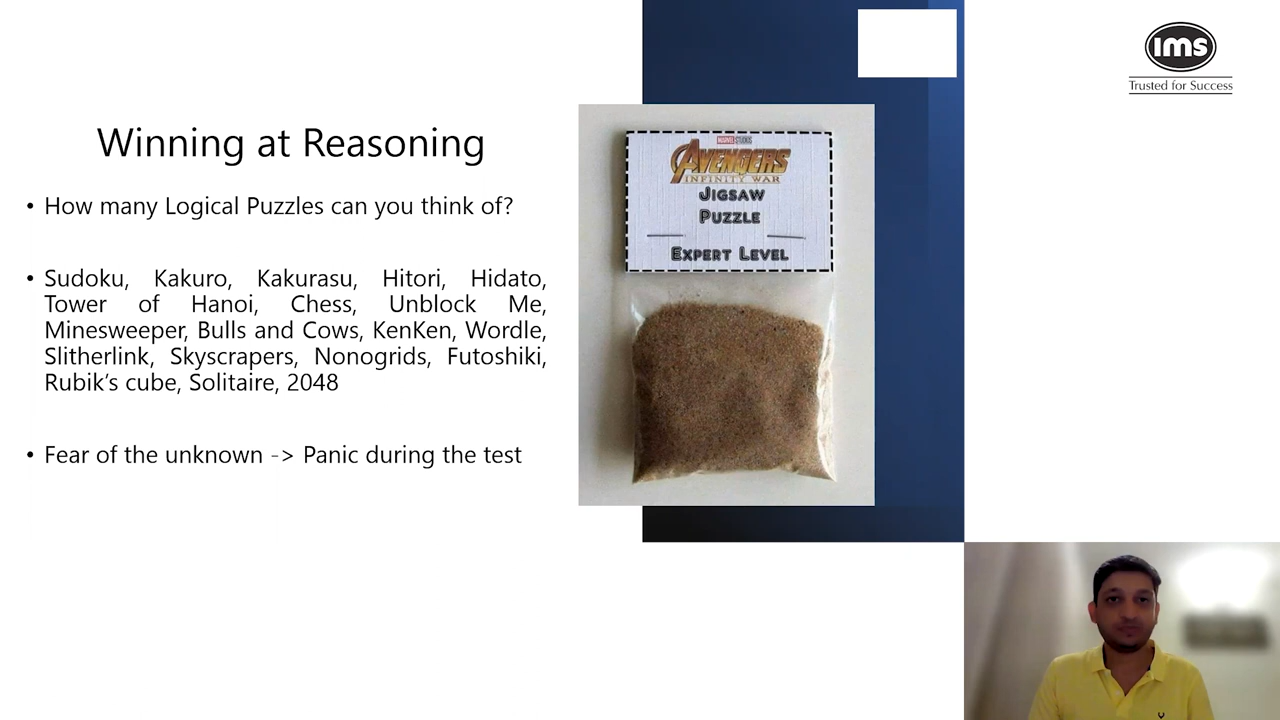 ims
Trusted for Success
Winning at Reasoning
• How many Logical Puzzles can you think of?
• Sudoku, Kakuro, Kakurasu, Hitori, Hidato,
Tower of Hanoi, Chess, Unblock Me,
Minesweeper, Bulls and Cows, KenKen, Wordle,
Slitherlink, Skyscrapers, Nonogrids, Futoshiki,
Rubik’s cube, Solitaire, 2048
• Fear of the unknown -> Panic during the test
MARVEL STUDIOS
AVENGERS
INFINITY WAR
JIGSAW
PUZZLE
EXPERT LEVEL